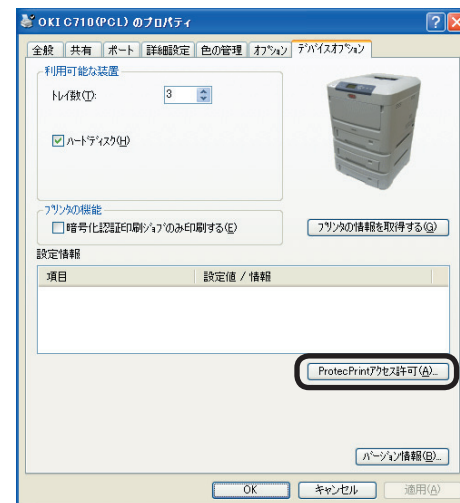 OKI C710(PCL) のプロパティ
全般 共有 ポート 詳細設定 色の管理 オプション デバイスオプション
利用可能な装置
トレイ数(T): 3
ハードディスク(H)
プリンタの機能
暗号化認証印刷ジョブのみ印刷する(E)
プリンタの情報を取得する(G)
設定情報
項目 設定値 / 情報
ProtecPrintアクセス許可(A)...
バージョン情報(B)...
OK キャンセル 適用(A)